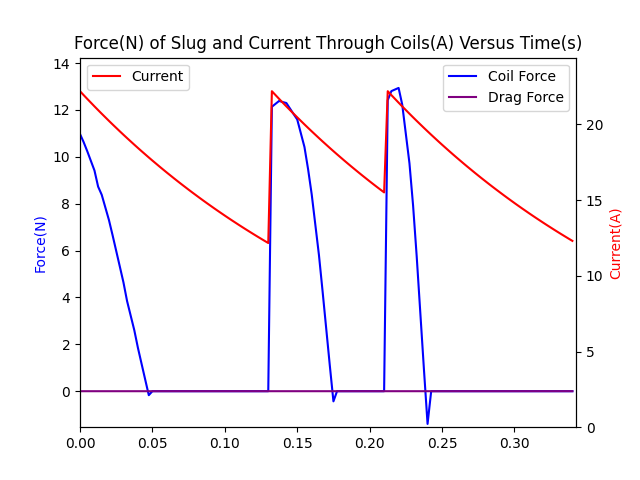 Force(N) of Slug and Current Through Coils(A) Versus Time(s)
Current
Coil Force
Drag Force
14
12
10
8
6
4
2
0
Force(N)
20
15
10
5
0
Current(A)
0.00 0.05 0.10 0.15 0.20 0.25 0.30